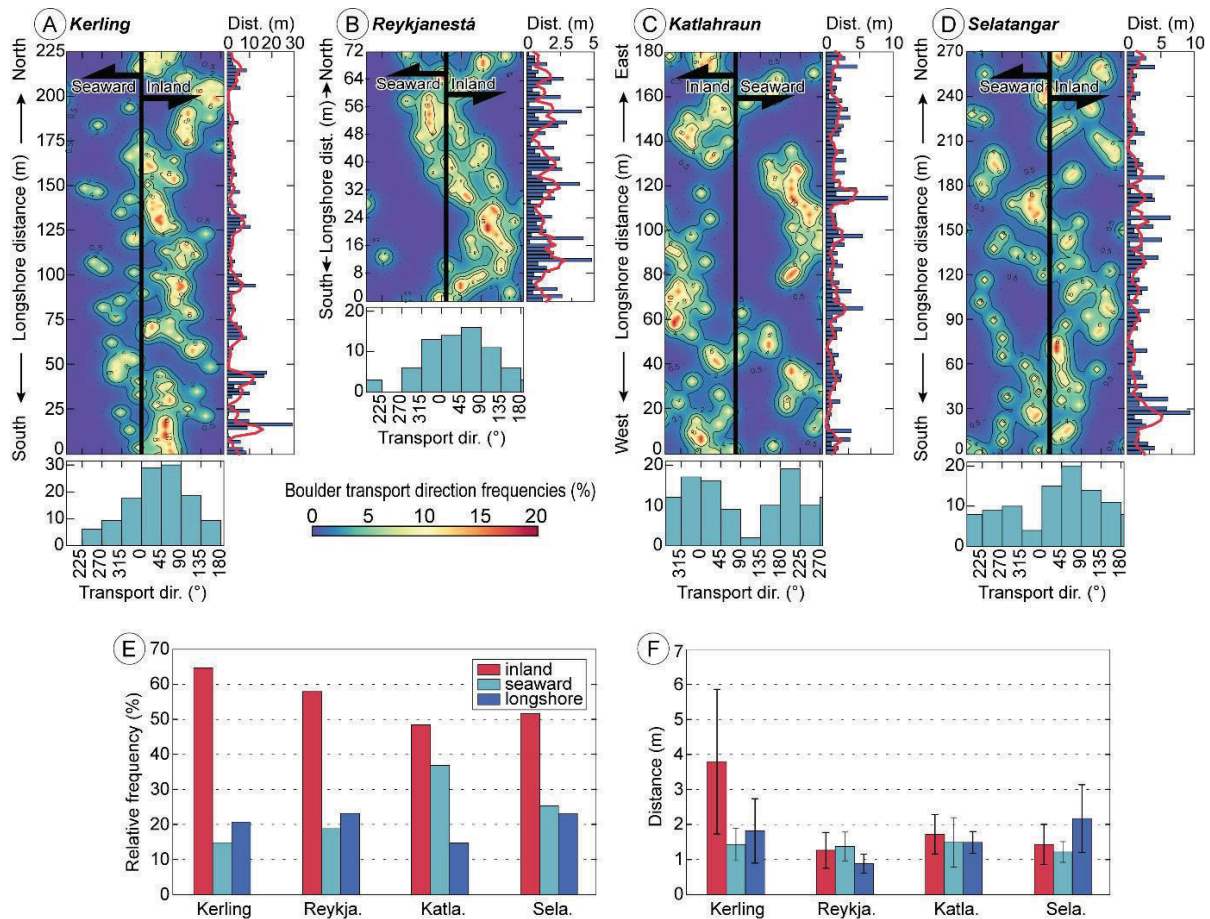 A Kerling
Dist. (m)
0 10 20 30
North
Longshore distance (m)
South
225
200
175
150
125
100
75
50
25
0
Seaward Inland
30
20
10
0
225 270 315 0 45 90 135 180
Transport dir. (°)
B Reykjanestá
Dist. (m)
0 2.5 5
North
Longshore dist. (m)
South
72
64
56
48
40
32
24
16
8
0
Seaward Inland
20
10
0
225 270 315 0 45 90 135 180
Transport dir. (°)
Boulder transport direction frequencies (%)
0 5 10 15 20
C Katlahraun
Dist. (m)
0 5 10
East
Longshore distance (m)
West
180
160
140
120
100
80
60
40
20
0
Inland Seaward
20
10
0
315 0 45 90 135 180 225 270
Transport dir. (°)
D Selatangar
Dist. (m)
0 5 10
North
Longshore distance (m)
South
270
240
210
180
150
120
90
60
30
0
Seaward Inland
20
10
0
225 270 315 0 45 90 135 180
Transport dir. (°)
E
Relative frequency (%)
70
60
50
40
30
20
10
0
inland
seaward
longshore
Kerling Reykja. Katla. Sela.
F
Distance (m)
7
6
5
4
3
2
1
0
Kerling Reykja. Katla. Sela.